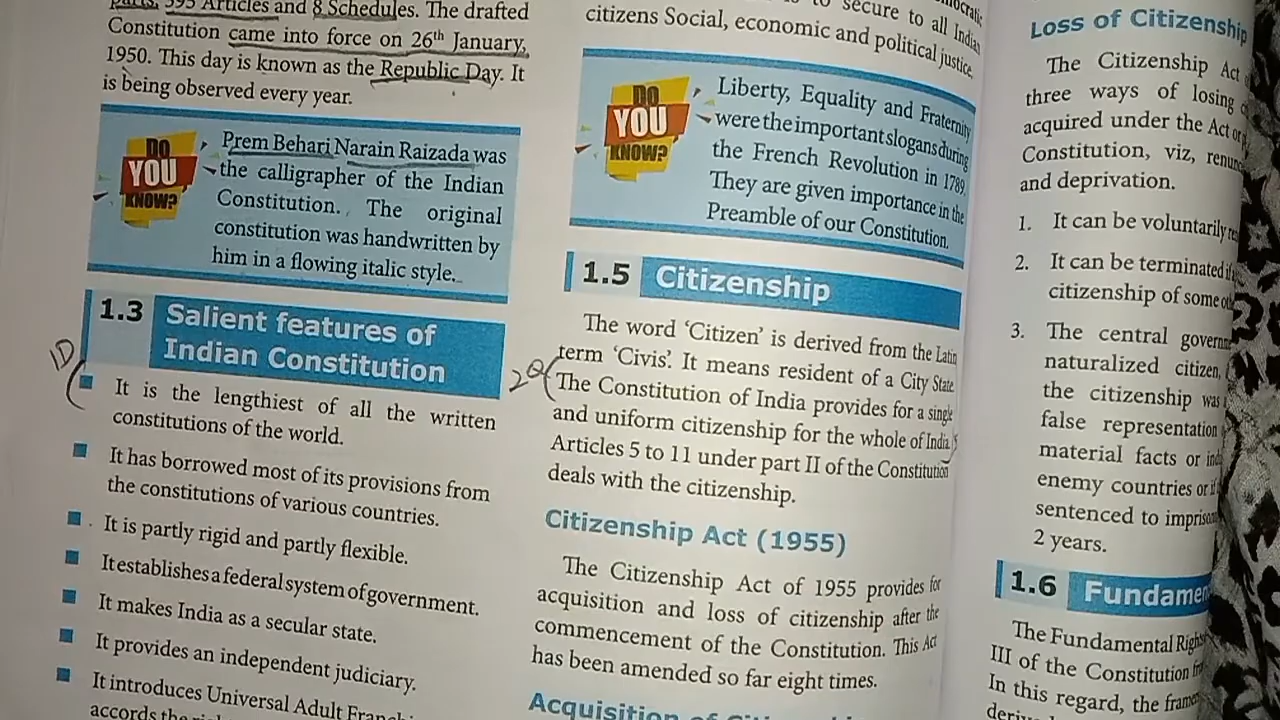 parts, 395 Articles and 8 Schedules. The drafted
Constitution came into force on 26th January,
1950. This day is known as the Republic Day. It
is being observed every year.
DO
YOU
KNOW?
Prem Behari Narain Raizada was
the calligrapher of the Indian
Constitution. The original
constitution was handwritten by
him in a flowing italic style.
1.3 Salient features of
Indian Constitution
1D
It is the lengthiest of all the written
constitutions of the world.
It has borrowed most of its provisions from
the constitutions of various countries.
It is partly rigid and partly flexible.
It establishes a federal system of government.
It makes India as a secular state.
It provides an independent judiciary.
It introduces Universal Adult
accords the
to secure to all Indian
citizens Social, economic and political justice.
DO
YOU
KNOW?
Liberty, Equality and Fraternity
were the important slogans during
the French Revolution in 1789.
They are given importance in the
Preamble of our Constitution.
1.5 Citizenship
The word ‘Citizen’ is derived from the Latin
term ‘Civis’. It means resident of a City State.
2Q
The Constitution of India provides for a single
and uniform citizenship for the whole of India.
Articles 5 to 11 under part II of the Constitution
deals with the citizenship.
Citizenship Act (1955)
The Citizenship Act of 1955 provides for
acquisition and loss of citizenship after the
commencement of the Constitution. This Act
has been amended so far eight times.
Acquisition of
Loss of Citizenship
The Citizenship Act
three ways of losing
acquired under the Act or
Constitution, viz,
and deprivation.
1. It can be voluntarily
2. It can be terminated
citizenship of some
3. The central
naturalized citizen,
the citizenship was
false representation
material facts or
enemy countries or if
sentenced to
2 years.
1.6
The Fundamental
III of the Constitution
In this regard, the